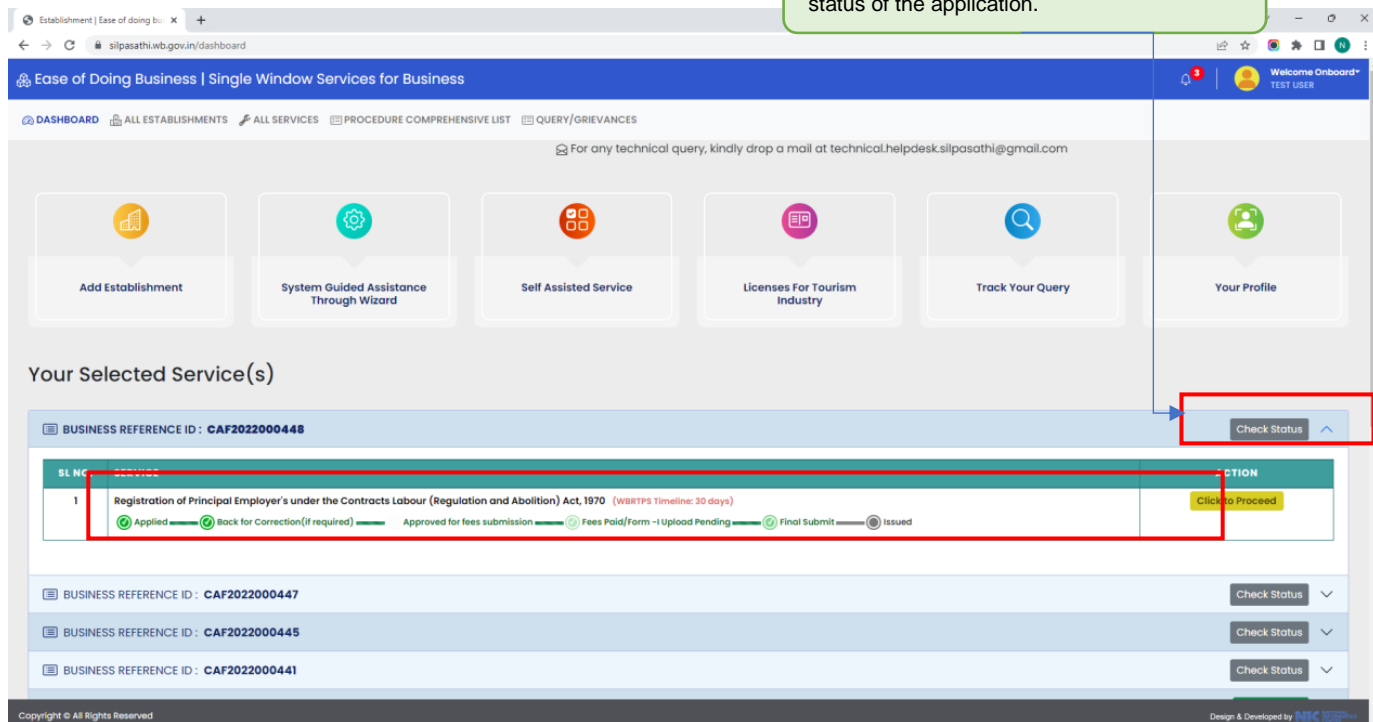 status of the application.
Establishment | Ease of doing bu
silpasathi.wb.gov.in/dashboard
N
Ease of Doing Business | Single Window Services for Business
3
Welcome Onboard
TEST USER
DASHBOARD ALL ESTABLISHMENTS ALL SERVICES PROCEDURE COMPREHENSIVE LIST QUERY/GRIEVANCES
For any technical query, kindly drop a mail at technical.helpdesk.silpasathi@gmail.com
Add Establishment
System Guided Assistance
Through Wizard
Self Assisted Service
Licenses For Tourism
Industry
Track Your Query
Your Profile
Your Selected Service(s)
BUSINESS REFERENCE ID : CAF2022000448 Check Status
SL NO. SERVICE ACTION
1 Registration of Principal Employer's under the Contracts Labour (Regulation and Abolition) Act, 1970 (WBRTPS Timeline: 30 days) Click to Proceed
Applied Back for Correction(if required) Approved for fees submission Fees Paid/Form -I Upload Pending Final Submit Issued
BUSINESS REFERENCE ID : CAF2022000447 Check Status
BUSINESS REFERENCE ID : CAF2022000445 Check Status
BUSINESS REFERENCE ID : CAF2022000441 Check Status
Copyright © All Rights Reserved
Design & Developed by NIC